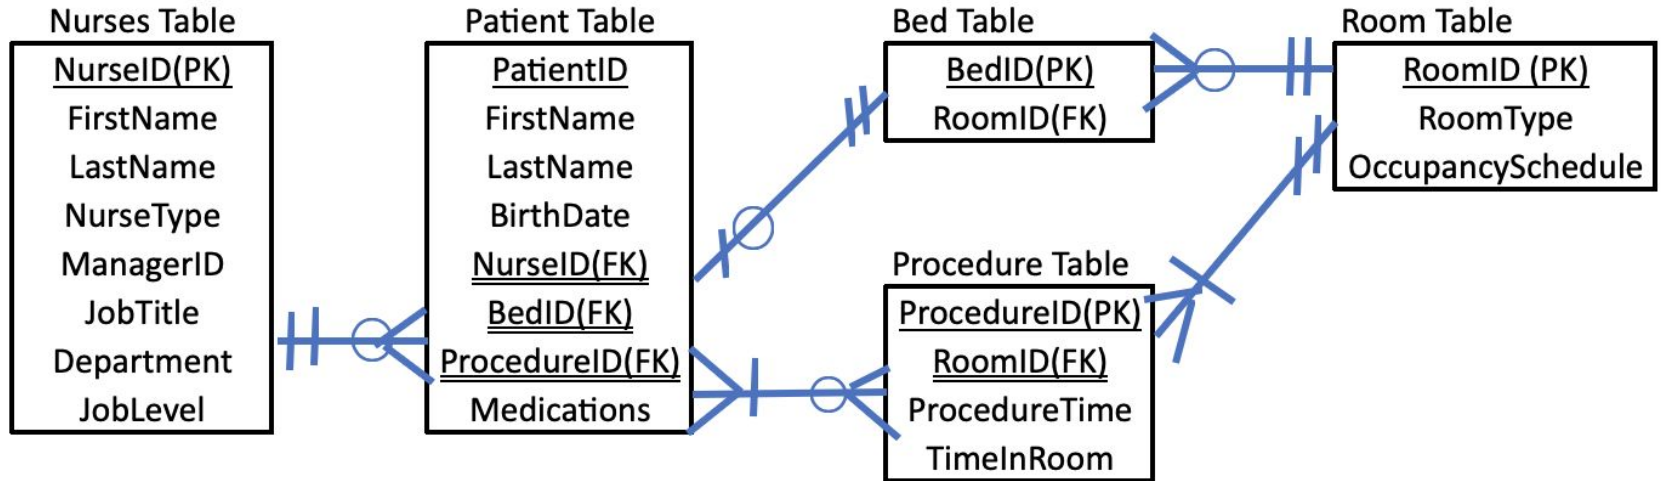 Nurses Table
NurseID(PK)
FirstName
LastName
NurseType
ManagerID
JobTitle
Department
JobLevel
Patient Table
PatientID
FirstName
LastName
BirthDate
NurseID(FK)
BedID(FK)
ProcedureID(FK)
Medications
Bed Table
BedID(PK)
RoomID(FK)
Procedure Table
ProcedureID(PK)
RoomID(FK)
ProcedureTime
TimeInRoom
Room Table
RoomID (PK)
RoomType
OccupancySchedule